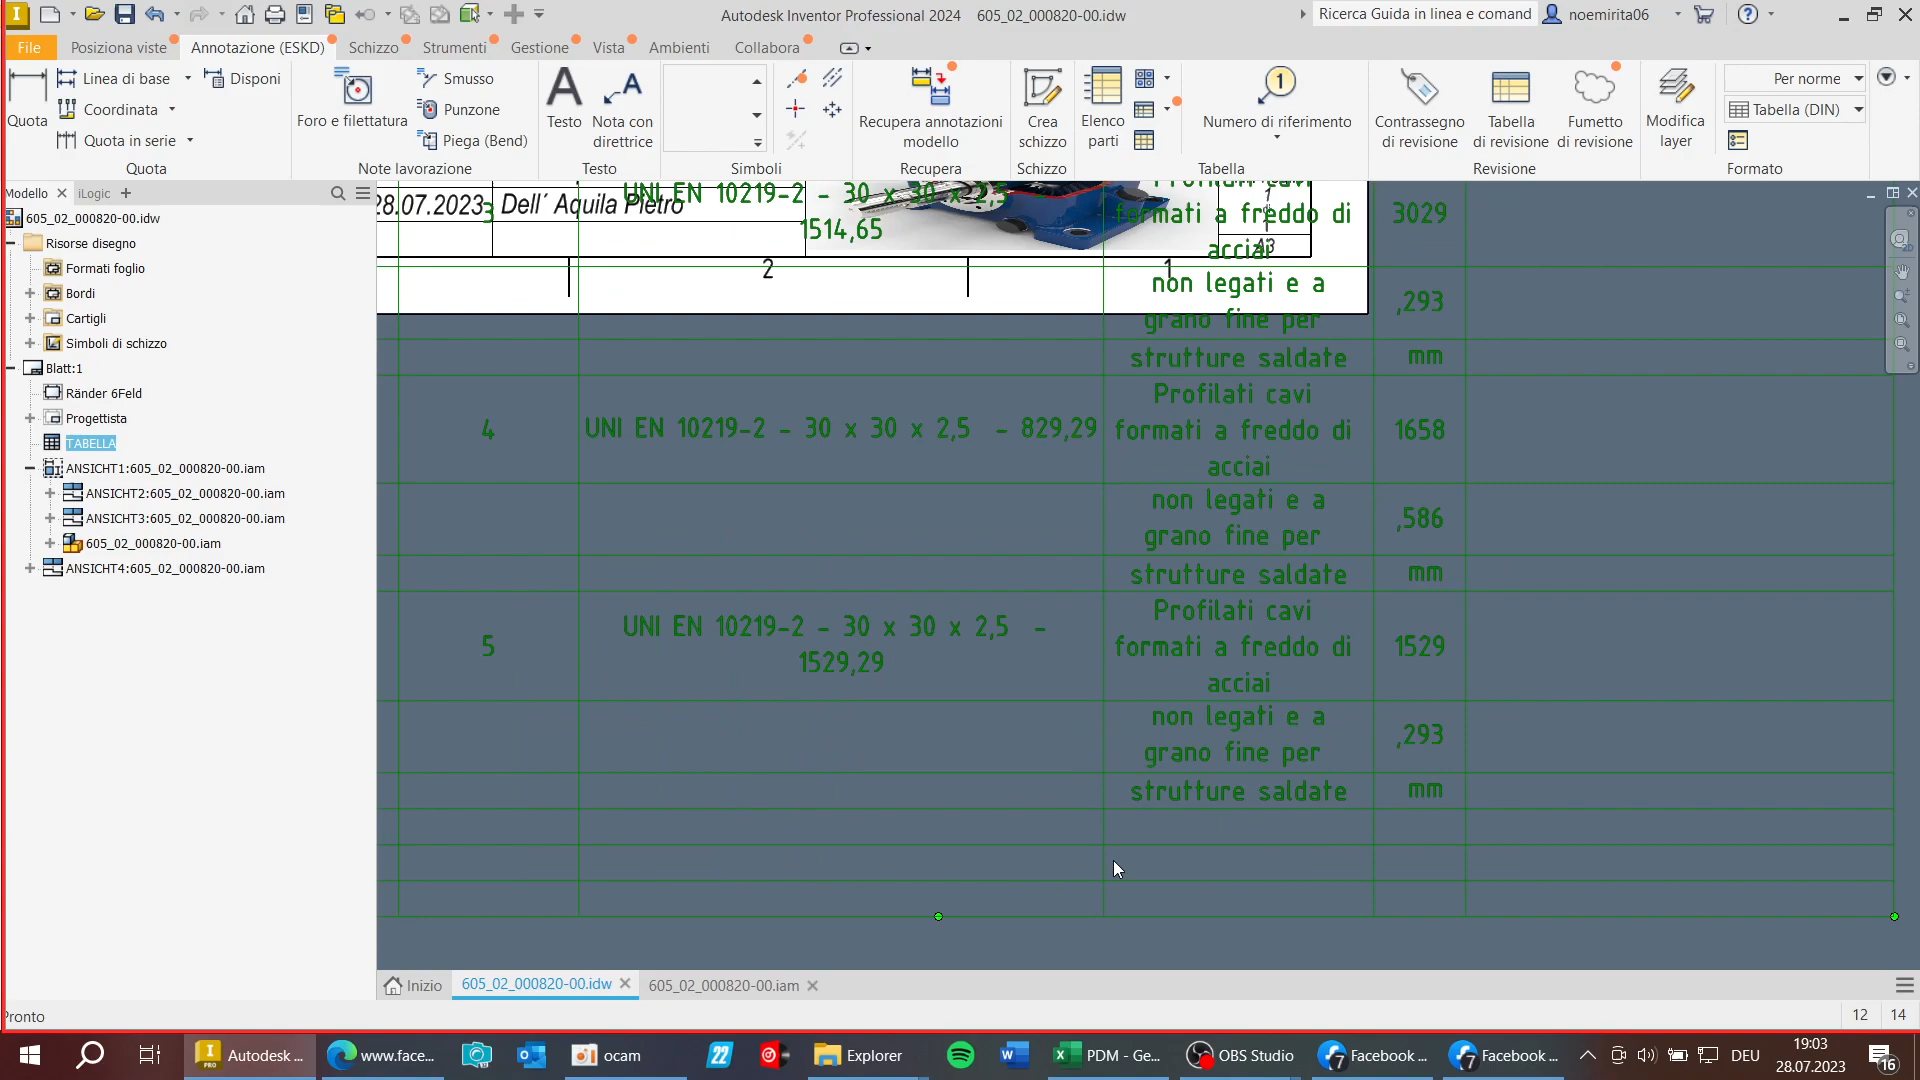 Autodesk Inventor Professional 2024 605_02_000820-00.idw
Ricerca Guida in linea e comand
noemirita06
File
Posiziona viste
Annotazione (ESKD)
Schizzo
Strumenti
Gestione
Vista
Ambienti
Collabora
Quota
Linea di base
Disponi
Coordinata
Quota in serie
Quota
Foro e filettatura
Smusso
Punzone
Piega (Bend)
Note lavorazione
Testo
Nota con
direttrice
Testo
Simboli
Recupera annotazioni
modello
Recupera
Crea
schizzo
Schizzo
Elenco
parti
Numero di riferimento
Tabella
Contrassegno
di revisione
Tabella
di revisione
Fumetto
di revisione
Revisione
Modifica
layer
Per norme
Tabella (DIN)
Formato
Modello
iLogic
605_02_000820-00.idw
Risorse disegno
Formati foglio
Bordi
Cartigli
Simboli di schizzo
Blatt:1
Ränder 6Feld
Progettista
TABELLA
ANSICHT1:605_02_000820-00.iam
ANSICHT2:605_02_000820-00.iam
ANSICHT3:605_02_000820-00.iam
605_02_000820-00.iam
ANSICHT4:605_02_000820-00.iam
28.07.2023
Dell´ Aquila Pietro
A3
2
1
3
UNI EN 10219-2 - 30 x 30 x 2,5 -
1514,65
Profilati cavi
formati a freddo di
acciai
3029
non legati e a
grano fine per
,293
strutture saldate
mm
4
UNI EN 10219-2 - 30 x 30 x 2,5 - 829,29
Profilati cavi
formati a freddo di
acciai
1658
non legati e a
grano fine per
,586
strutture saldate
mm
5
UNI EN 10219-2 - 30 x 30 x 2,5 -
1529,29
Profilati cavi
formati a freddo di
acciai
1529
non legati e a
grano fine per
,293
strutture saldate
mm
Inizio
605_02_000820-00.idw
605_02_000820-00.iam
Pronto
12
14
Autodesk ...
www.face...
ocam
22
Explorer
PDM - Ge...
OBS Studio
Facebook ...
Facebook ...
DEU
19:03
28.07.2023
16